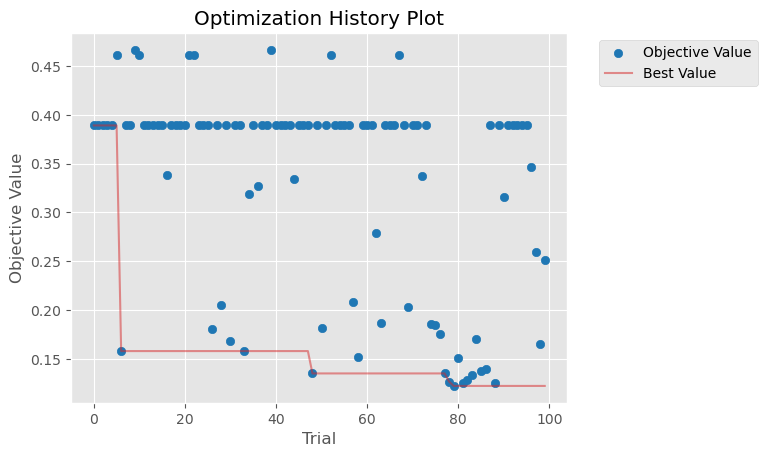 Optimization History Plot
Objective Value
Best Value
Objective Value
0.45
0.40
0.35
0.30
0.25
0.20
0.15
0 20 40 60 80 100
Trial